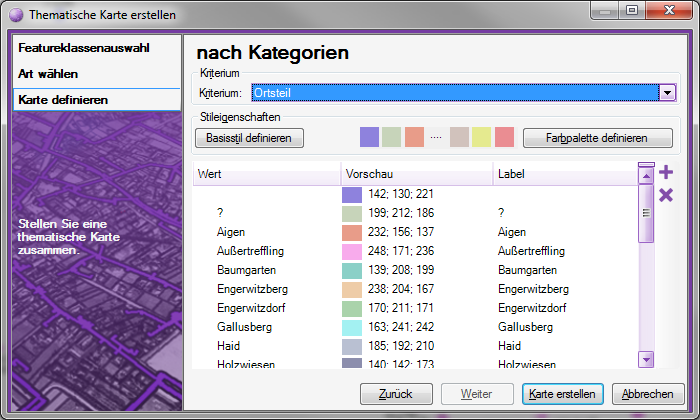 Thematische Karte erstellen
Featureklassenauswahl
Art wählen
Karte definieren
Stellen Sie eine
thematische Karte
zusammen.
nach Kategorien
Kriterium
Kriterium: Ortsteil
Stileigenschaften
Basisstil definieren .... Farbpalette definieren
Wert Vorschau Label
142; 130; 221
? 199; 212; 186 ?
Aigen 232; 156; 137 Aigen
Außertreffling 248; 171; 236 Außertreffling
Baumgarten 139; 208; 199 Baumgarten
Engerwitzberg 238; 204; 167 Engerwitzberg
Engerwitzdorf 170; 211; 171 Engerwitzdorf
Gallusberg 163; 241; 242 Gallusberg
Haid 185; 192; 210 Haid
Holzwiesen 140; 142; 173 Holzwiesen
Zurück Weiter Karte erstellen Abbrechen